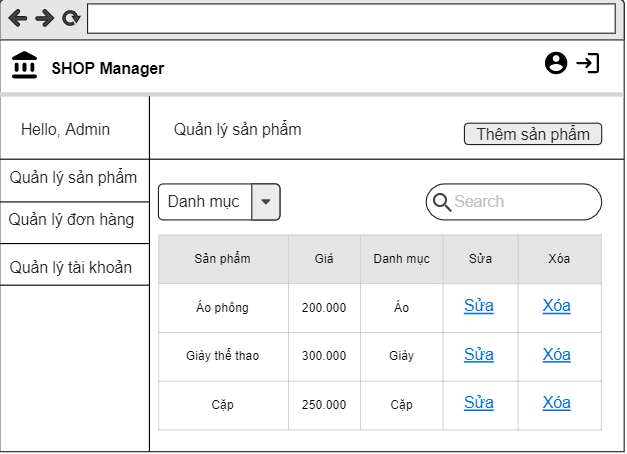 SHOP Manager
Hello, Admin
Quản lý sản phẩm
Thêm sản phẩm
Quản lý sản phẩm
Quản lý đơn hàng
Quản lý tài khoản
Danh mục
Search
Sản phẩm Giá Danh mục Sửa Xóa
Áo phông 200.000 Áo Sửa Xóa
Giày thể thao 300.000 Giày Sửa Xóa
Cặp 250.000 Cặp Sửa Xóa